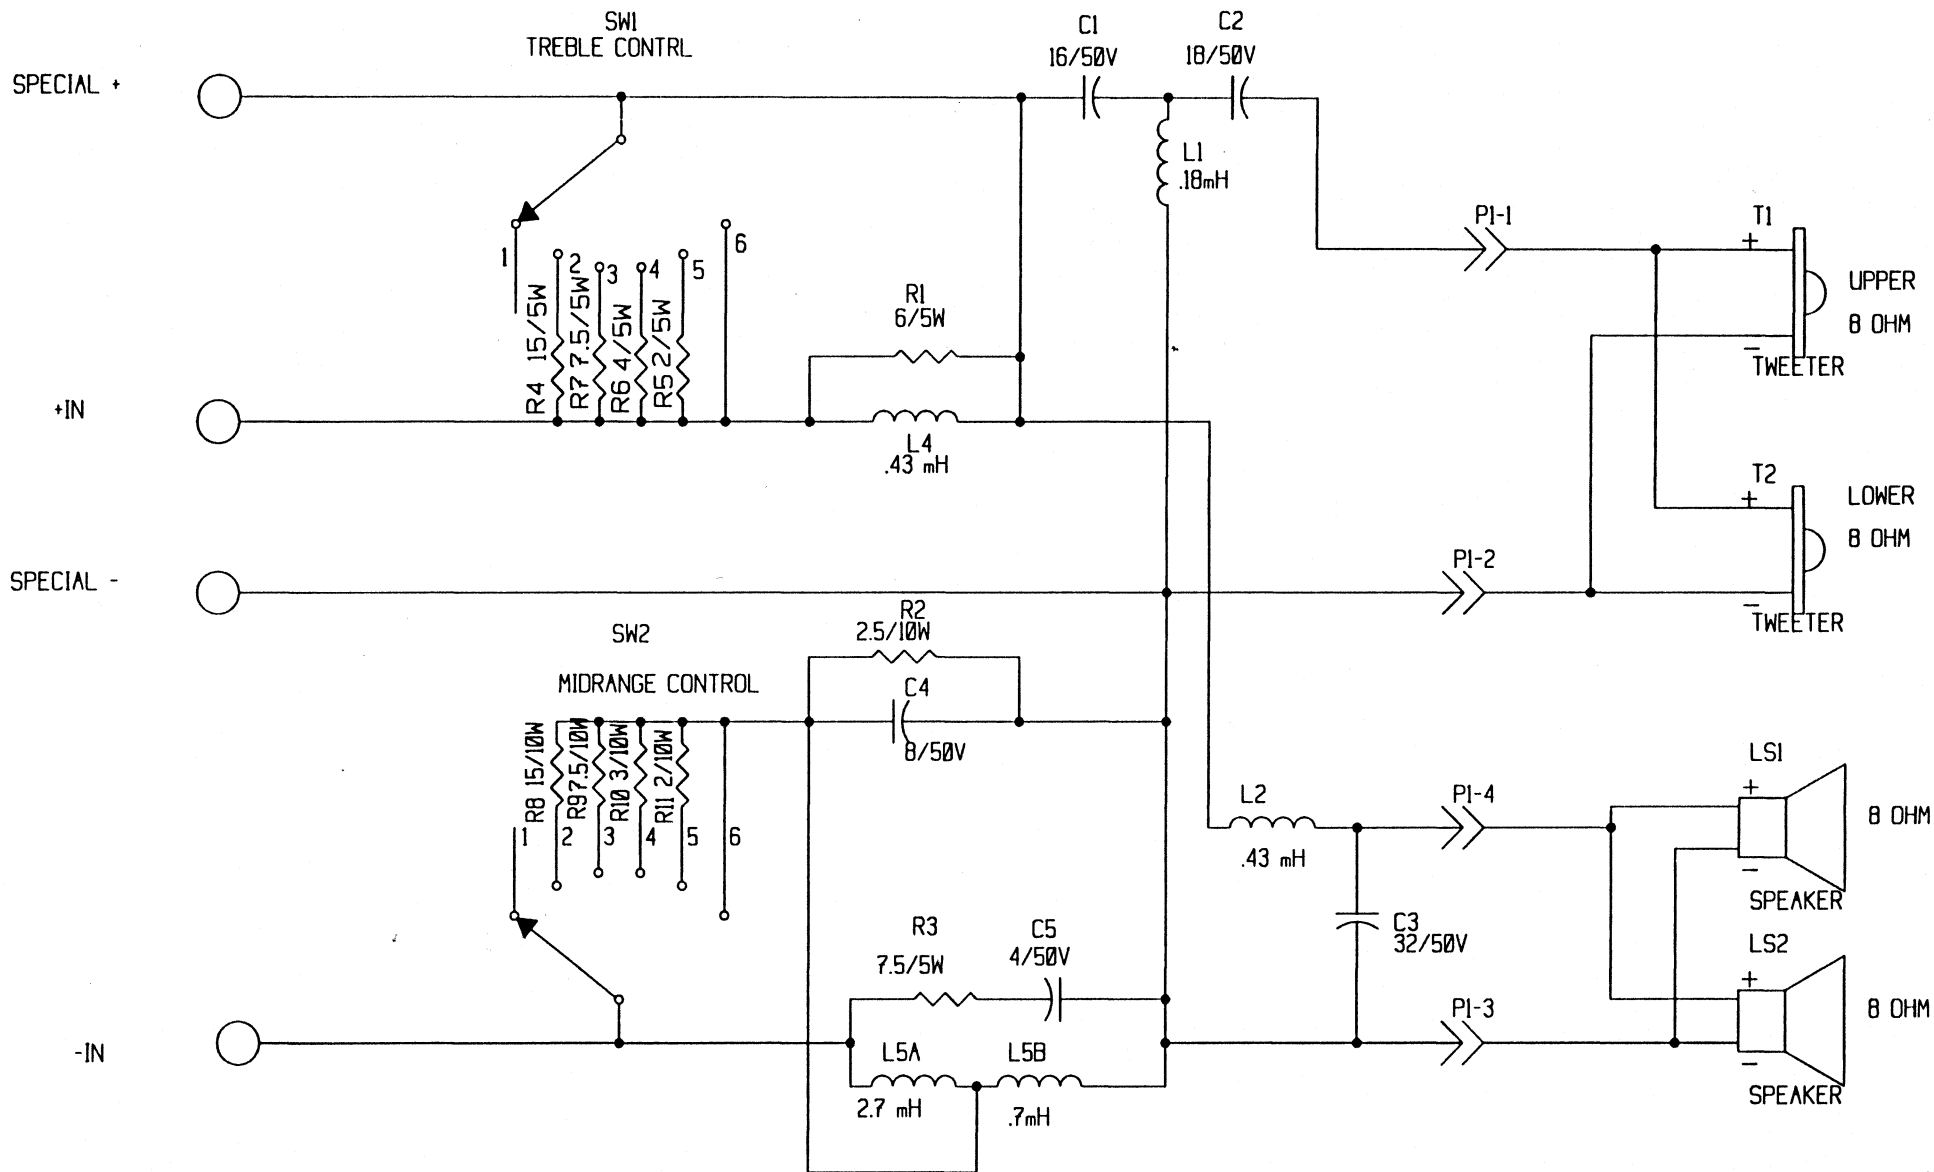 SW1
TREBLE CONTRL
C1
16/50V
C2
18/50V
SPECIAL +
L1
.18mH
1
2
3
4
5
6
R4 15/5W
R7 7.5/5W
R6 4/5W
R5 2/5W
R1
6/5W
P1-1
T1
+
-
UPPER
8 OHM
TWEETER
+IN
L4
.43 mH
T2
+
-
LOWER
8 OHM
TWEETER
P1-2
SPECIAL -
SW2
MIDRANGE CONTROL
R2
2.5/10W
C4
8/50V
R8 15/10W
R9 7.5/10W
R10 3/10W
R11 2/10W
1
2
3
4
5
6
L2
.43 mH
P1-4
LS1
+
-
8 OHM
SPEAKER
R3
7.5/5W
C5
4/50V
C3
32/50V
LS2
+
-
8 OHM
SPEAKER
P1-3
-IN
L5A
2.7 mH
L5B
.7mH